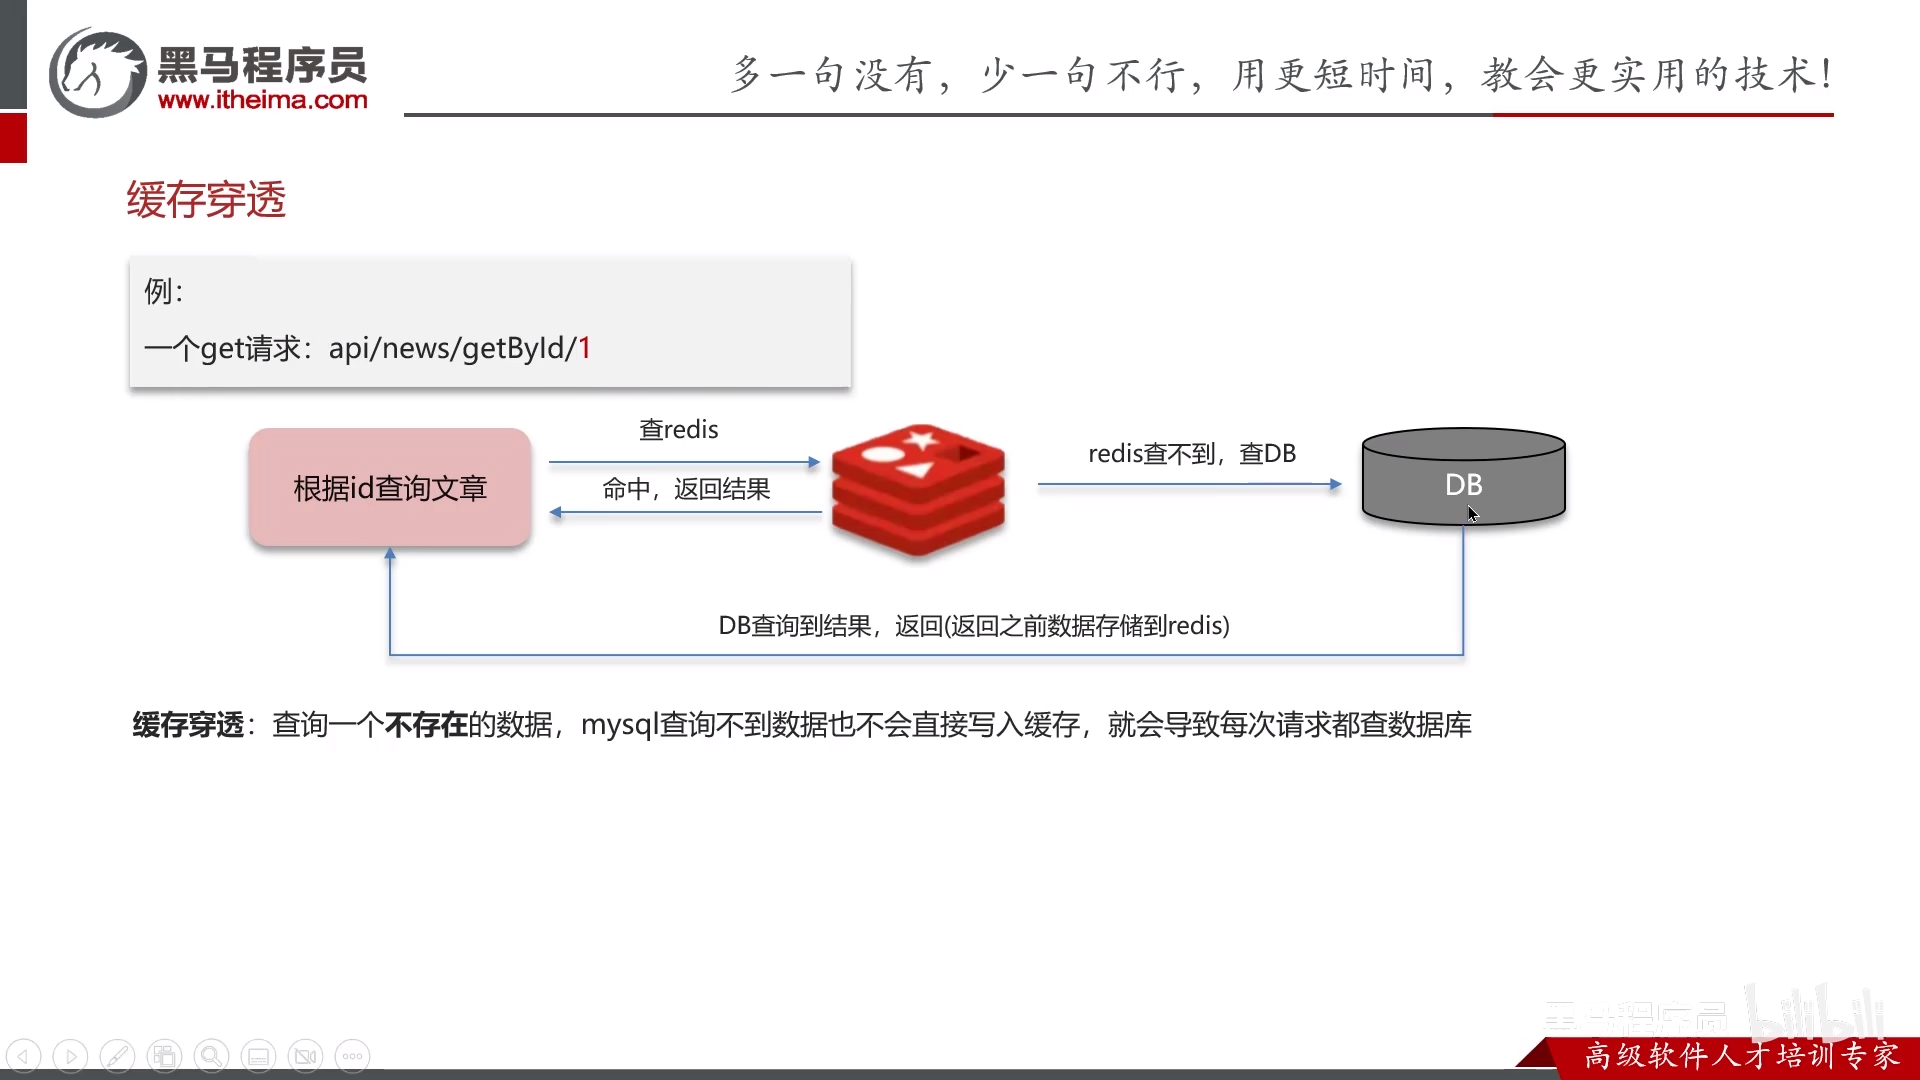 黑马程序员
www.itheima.com
多一句没有，少一句不行，用更短时间，教会更实用的技术！
缓存穿透
例：
一个get请求：api/news/getById/1
根据id查询文章
查redis
命中，返回结果
redis查不到，查DB
DB
DB查询到结果，返回(返回之前数据存储到redis)
缓存穿透：查询一个不存在的数据，mysql查询不到数据也不会直接写入缓存，就会导致每次请求都查数据库
黑马程序员 bilibili
高级软件人才培训专家